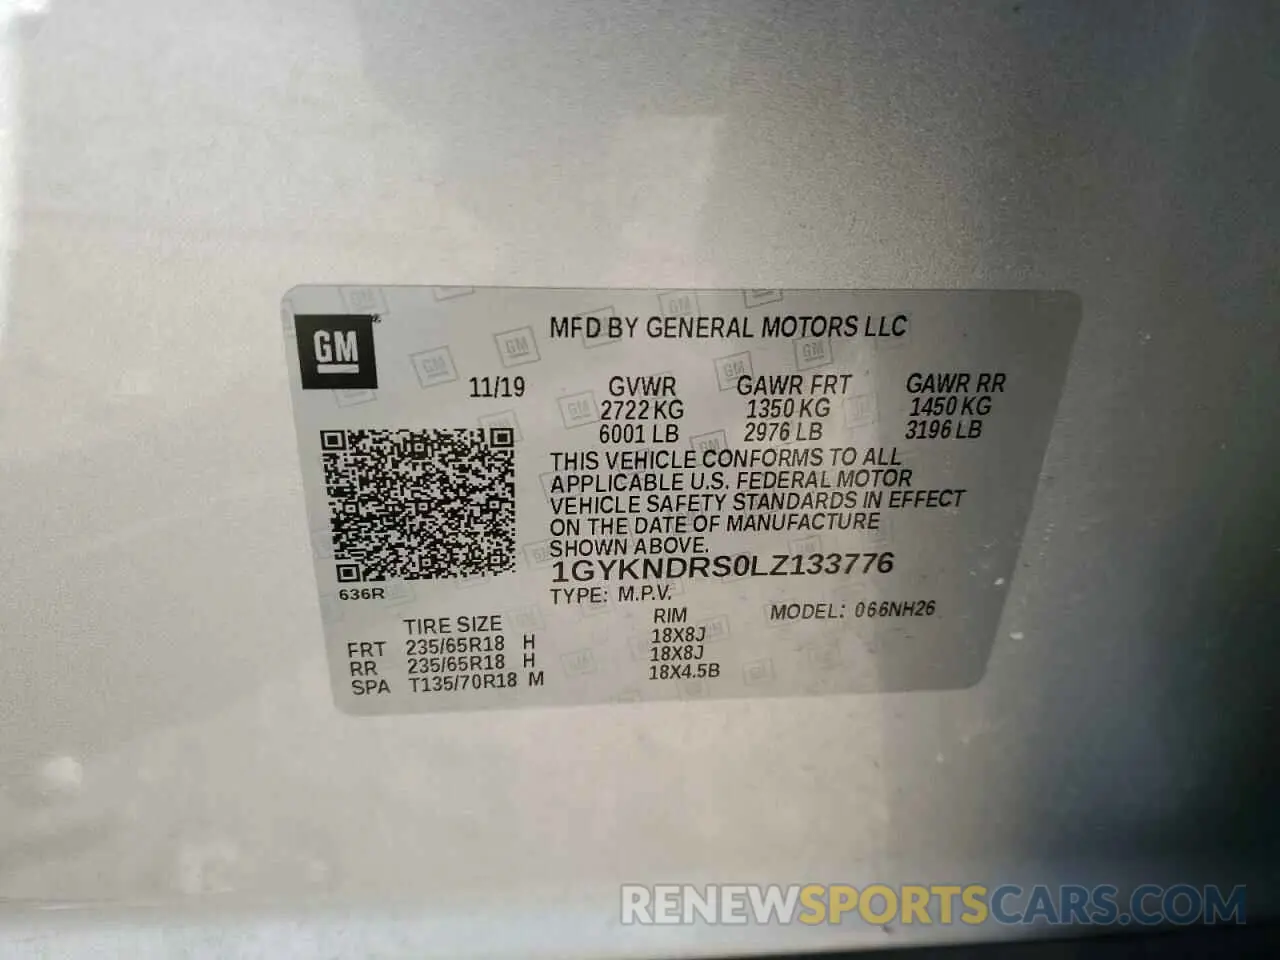 GM®
MFD BY GENERAL MOTORS LLC
11/19 GVWR GAWR FRT GAWR RR
2722 KG 1350 KG 1450 KG
6001 LB 2976 LB 3196 LB
THIS VEHICLE CONFORMS TO ALL
APPLICABLE U.S. FEDERAL MOTOR
VEHICLE SAFETY STANDARDS IN EFFECT
ON THE DATE OF MANUFACTURE
SHOWN ABOVE.
1GYKNDRS0LZ133776
636R
TYPE: M.P.V. MODEL: 066NH26
TIRE SIZE RIM
FRT 235/65R18 H 18X8J
RR 235/65R18 H 18X8J
SPA T135/70R18 M 18X4.5B
RENEWSPORTSCARS.COM